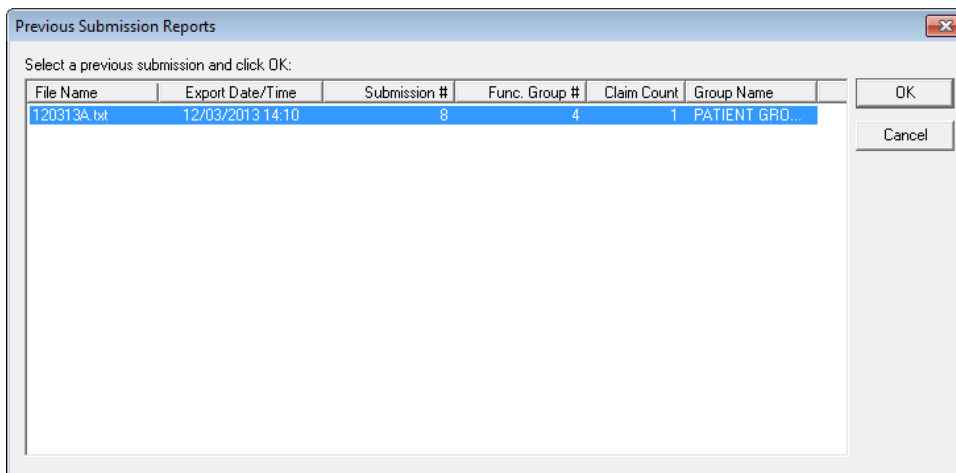 Previous Submission Reports
Select a previous submission and click OK:
File Name Export Date/Time Submission # Func. Group # Claim Count Group Name
120313A.txt 12/03/2013 14:10 8 4 1 PATIENT GRO...
OK
Cancel